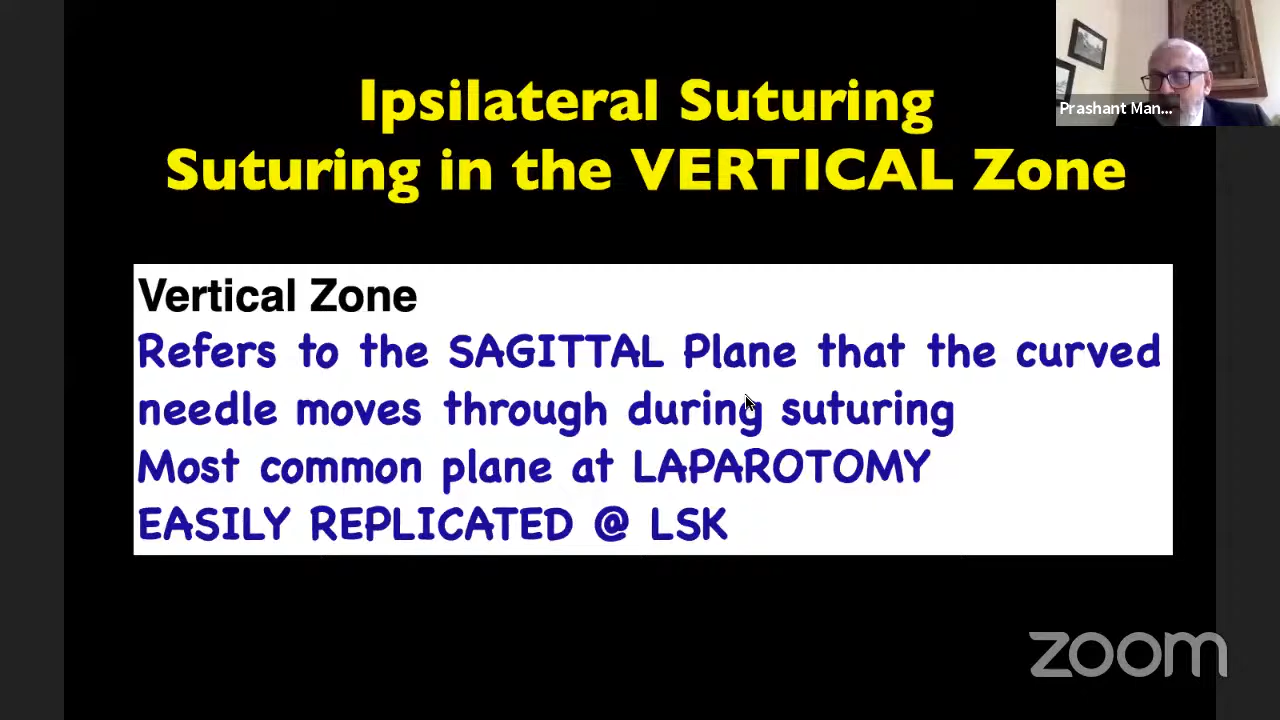 Ipsilateral Suturing
Suturing in the VERTICAL Zone
Prashant Man...
Vertical Zone
Refers to the SAGITTAL Plane that the curved
needle moves through during suturing
Most common plane at LAPAROTOMY
EASILY REPLICATED @ LSK
zoom